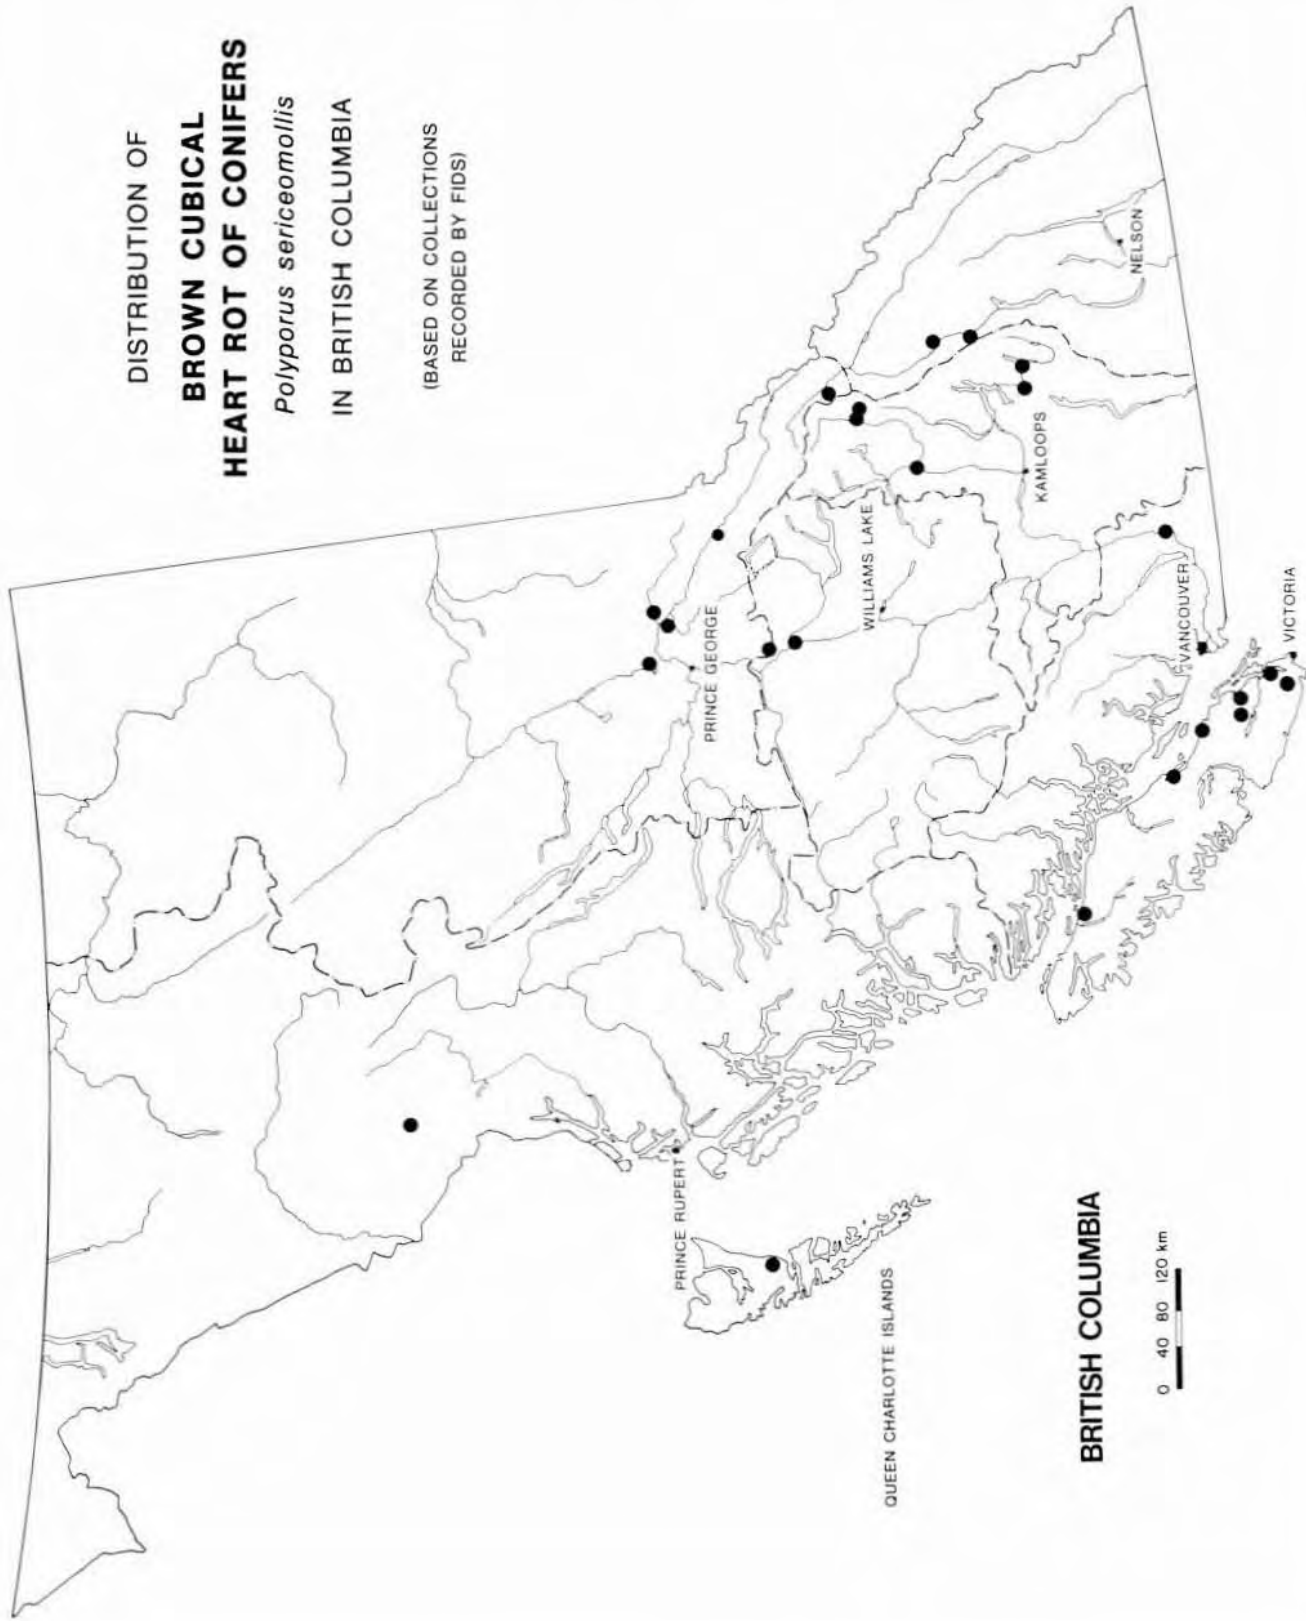 DISTRIBUTION OF
BROWN CUBICAL
HEART ROT OF CONIFERS
Polyporus sericeomollis
IN BRITISH COLUMBIA
(BASED ON COLLECTIONS
RECORDED BY FIDS)
PRINCE RUPERT
PRINCE GEORGE
QUEEN CHARLOTTE ISLANDS
WILLIAMS LAKE
KAMLOOPS
NELSON
VANCOUVER
VICTORIA
BRITISH COLUMBIA
0 40 80 120 km